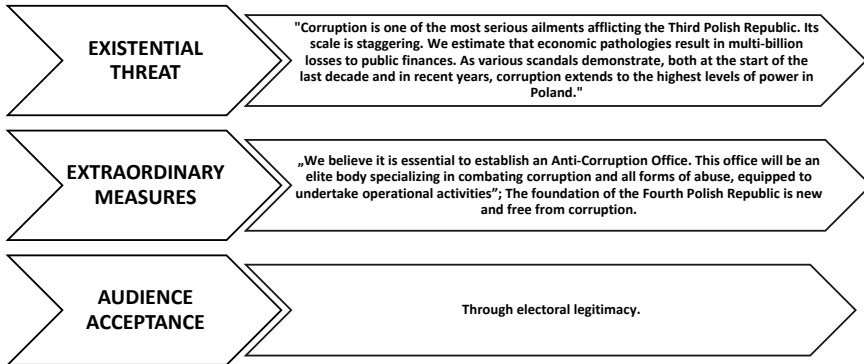 EXISTENTIAL
THREAT
"Corruption is one of the most serious ailments afflicting the Third Polish Republic. Its
scale is staggering. We estimate that economic pathologies result in multi-billion
losses to public finances. As various scandals demonstrate, both at the start of the
last decade and in recent years, corruption extends to the highest levels of power in
Poland."
EXTRAORDINARY
MEASURES
„We believe it is essential to establish an Anti-Corruption Office. This office will be an
elite body specializing in combating corruption and all forms of abuse, equipped to
undertake operational activities”; The foundation of the Fourth Polish Republic is new
and free from corruption.
AUDIENCE
ACCEPTANCE
Through electoral legitimacy.